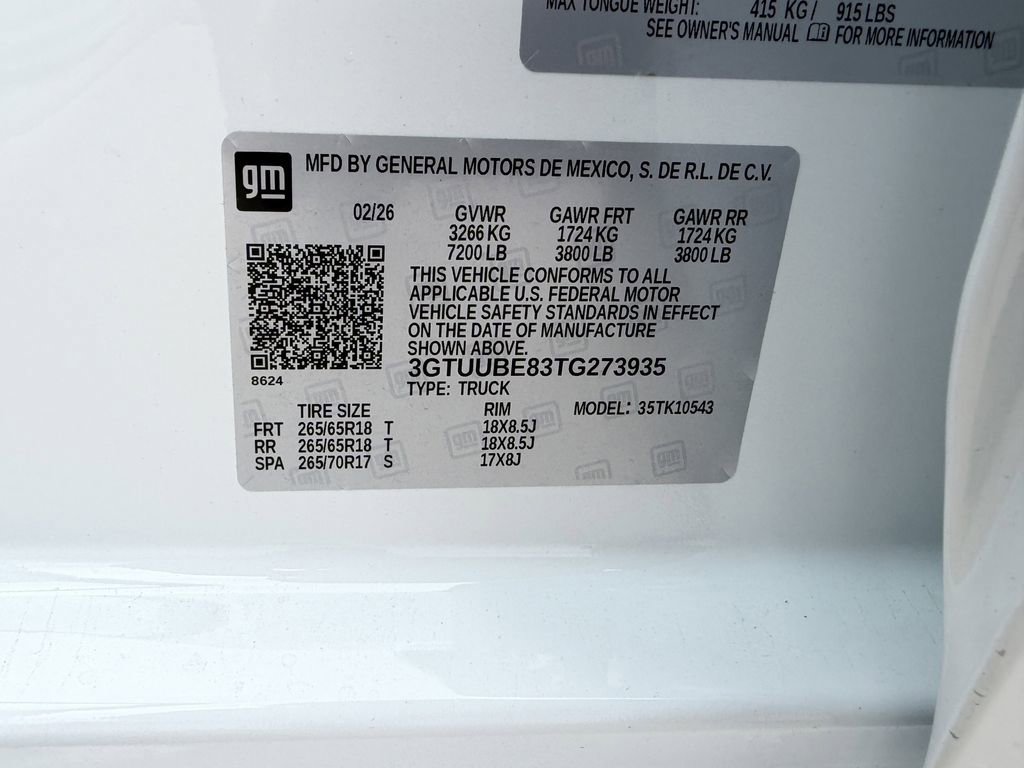 MAX TONGUE WEIGHT: 415 KG / 915 LBS
SEE OWNER'S MANUAL FOR MORE INFORMATION
gm MFD BY GENERAL MOTORS DE MEXICO, S. DE R.L. DE C.V.
02/26 GVWR GAWR FRT GAWR RR
3266 KG 1724 KG 1724 KG
7200 LB 3800 LB 3800 LB
THIS VEHICLE CONFORMS TO ALL
APPLICABLE U.S. FEDERAL MOTOR
VEHICLE SAFETY STANDARDS IN EFFECT
ON THE DATE OF MANUFACTURE
SHOWN ABOVE.
3GTUUBE83TG273935
8624
TYPE: TRUCK
TIRE SIZE RIM MODEL: 35TK10543
FRT 265/65R18 T 18X8.5J
RR 265/65R18 T 18X8.5J
SPA 265/70R17 S 17X8J